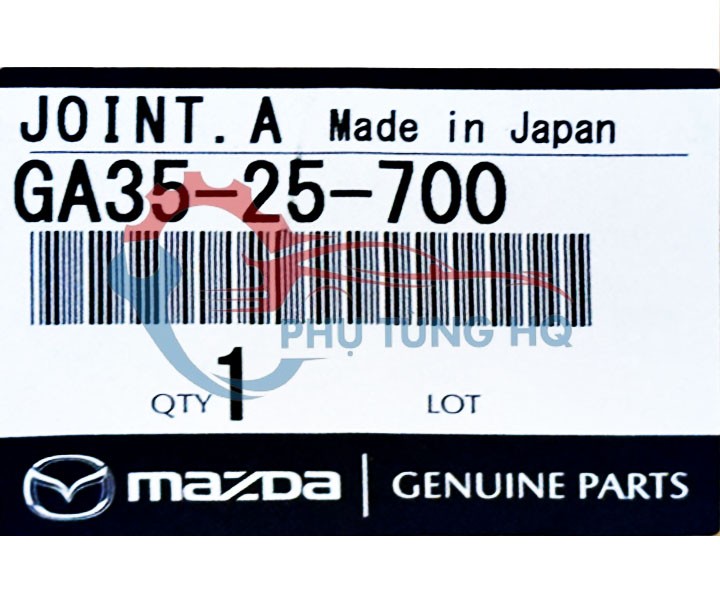 JOINT. A Made in Japan
GA35-25-700
PHỤ TÙNG HQ
QTY 1 LOT
mazda | GENUINE PARTS